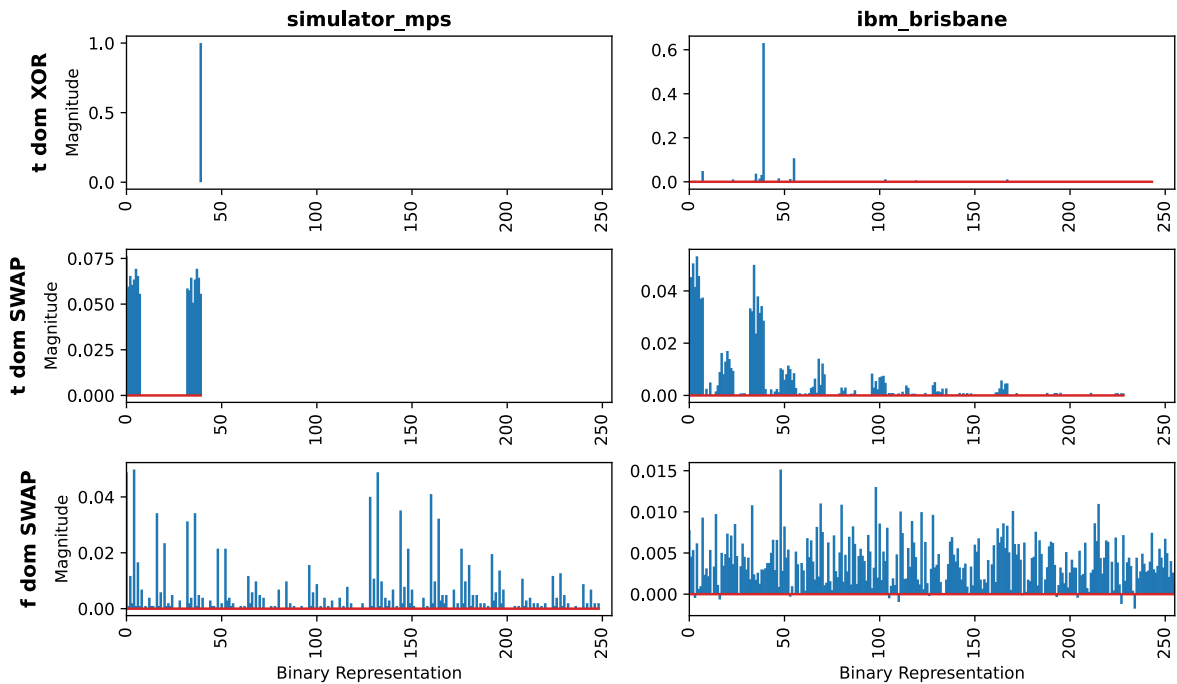 simulator_mps
ibm_brisbane
t dom XOR
Magnitude
1.0
0.5
0.0
0 50 100 150 200 250
0.6
0.4
0.2
0.0
0 50 100 150 200 250
t dom SWAP
Magnitude
0.075
0.050
0.025
0.000
0 50 100 150 200 250
0.04
0.02
0.00
0 50 100 150 200 250
f dom SWAP
Magnitude
0.04
0.02
0.00
0 50 100 150 200 250
Binary Representation
0.015
0.010
0.005
0.000
0 50 100 150 200 250
Binary Representation